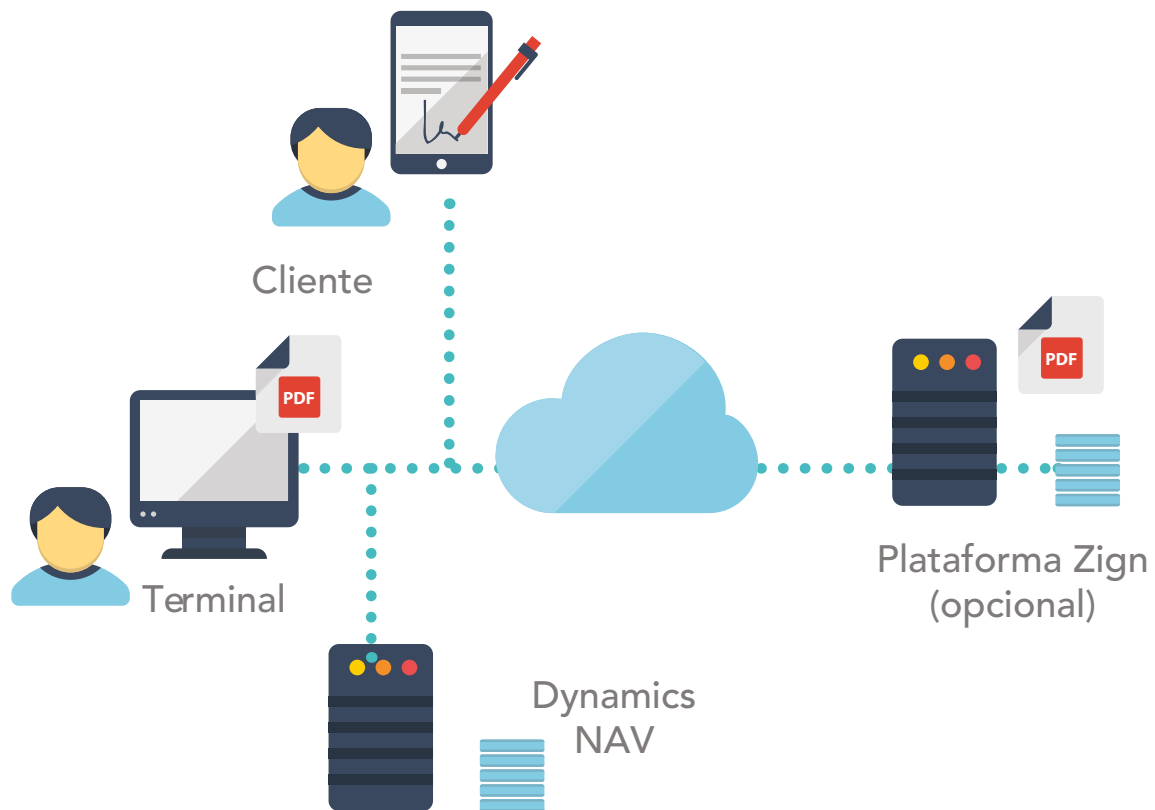 Cliente
PDF
PDF
Terminal
Plataforma Zign
(opcional)
Dynamics
NAV